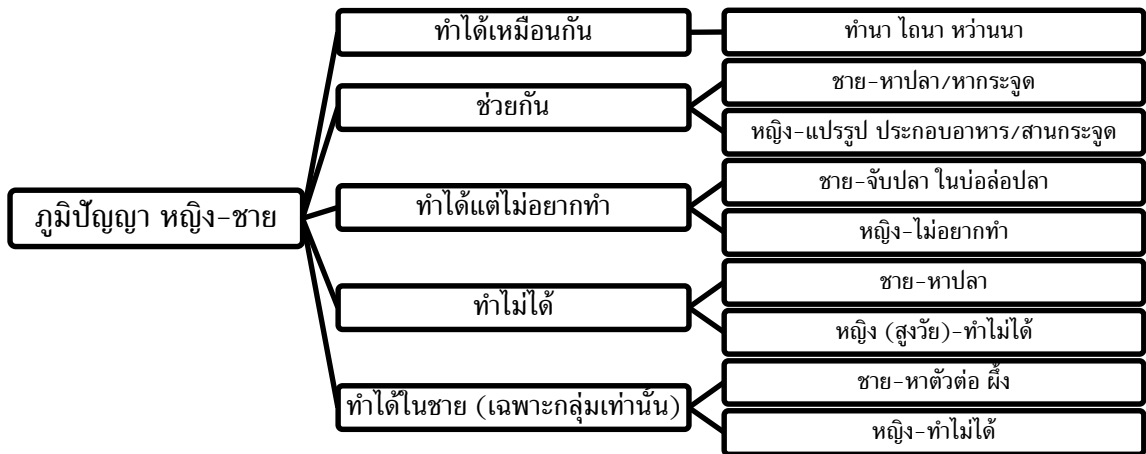 ภูมิปัญญา หญิง-ชาย
ทำได้เหมือนกัน
ทำนา ไถนา หว่านนา
ช่วยกัน
ชาย-หาปลา/หากระจูด
หญิง-แปรรูป ประกอบอาหาร/สานกระจูด
ทำได้แต่ไม่อยากทำ
ชาย-จับปลา ในบ่อล่อปลา
หญิง-ไม่อยากทำ
ทำไม่ได้
ชาย-หาปลา
หญิง (สูงวัย)-ทำไม่ได้
ทำได้ในชาย (เฉพาะกลุ่มเท่านั้น)
ชาย-หาตัวต่อ ผึ้ง
หญิง-ทำไม่ได้